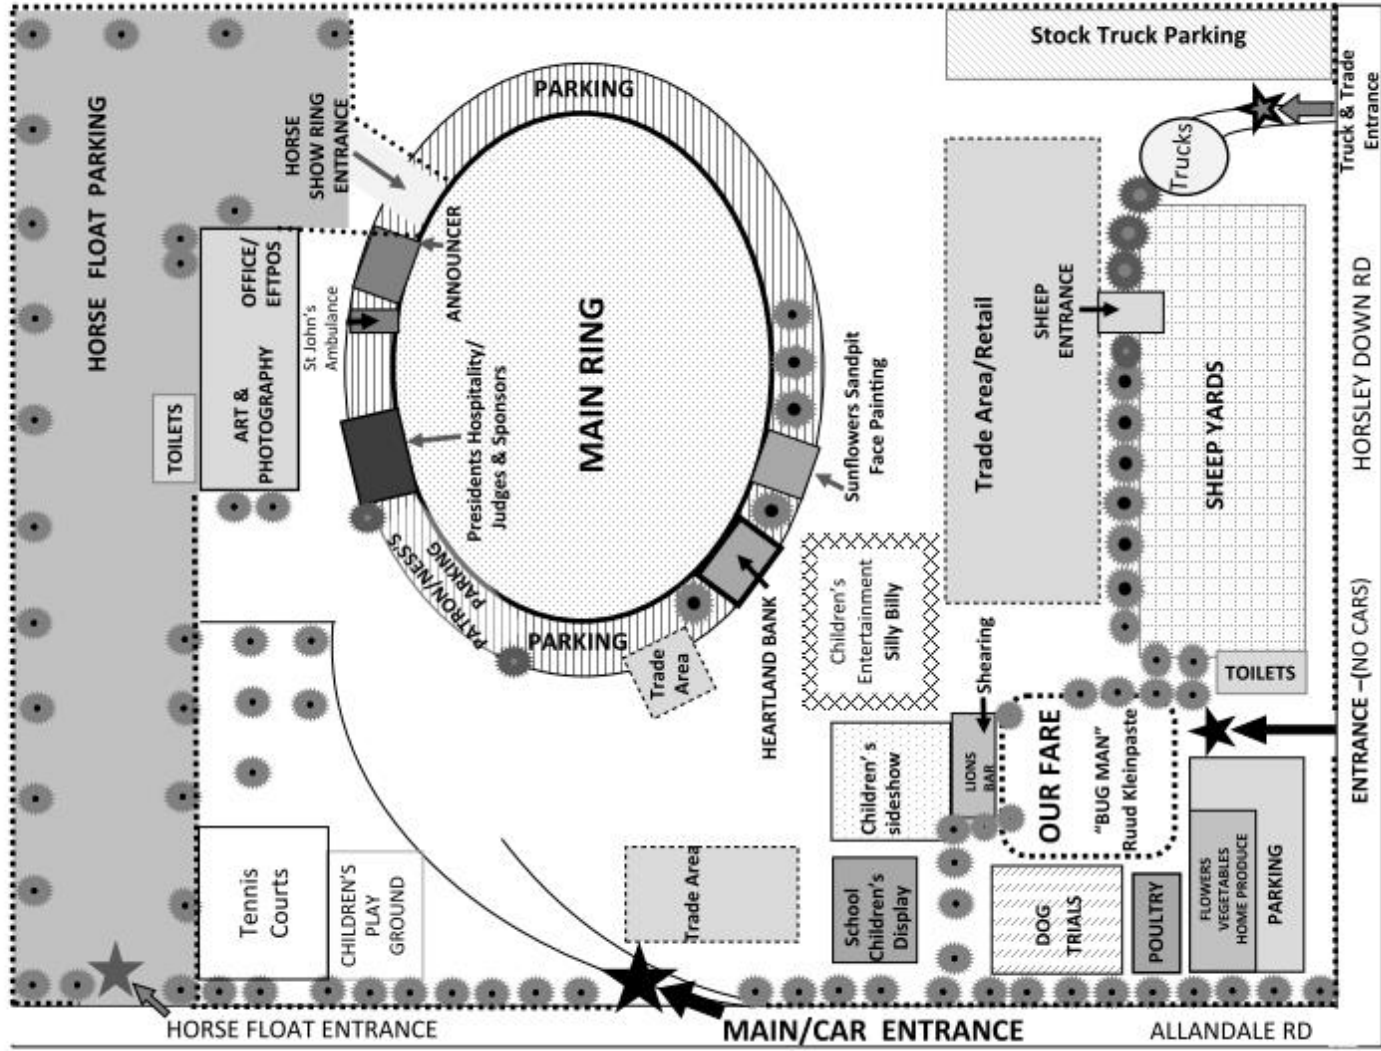 HORSE FLOAT PARKING
HORSE
SHOW RING
ENTRANCE
PARKING
Stock Truck Parking
Truck & Trade
Entrance
Trucks
OFFICE/
EFTPOS
ART &
PHOTOGRAPHY
TOILETS
St John's
Ambulance
ANNOUNCER
Presidents Hospitality/
Judges & Sponsors
MAIN RING
Sunflowers Sandpit
Face Painting
Trade Area/Retail
SHEEP
ENTRANCE
SHEEP YARDS
HORSLEY DOWN RD
PATRON/NESS'S
PARKING
PARKING
Trade
Area
HEARTLAND BANK
Children's
Entertainment
Silly Billy
Shearing
TOILETS
Children' s
sideshow
LIONS
BAR
OUR FARE
"BUG MAN"
Ruud Kleinpaste
ENTRANCE –(NO CARS)
Tennis
Courts
CHILDREN'S
PLAY
GROUND
Trade Area
School
Children's
Display
DOG
TRIALS
POULTRY
FLOWERS
VEGETABLES
HOME PRODUCE
PARKING
HORSE FLOAT ENTRANCE
MAIN/CAR ENTRANCE
ALLANDALE RD